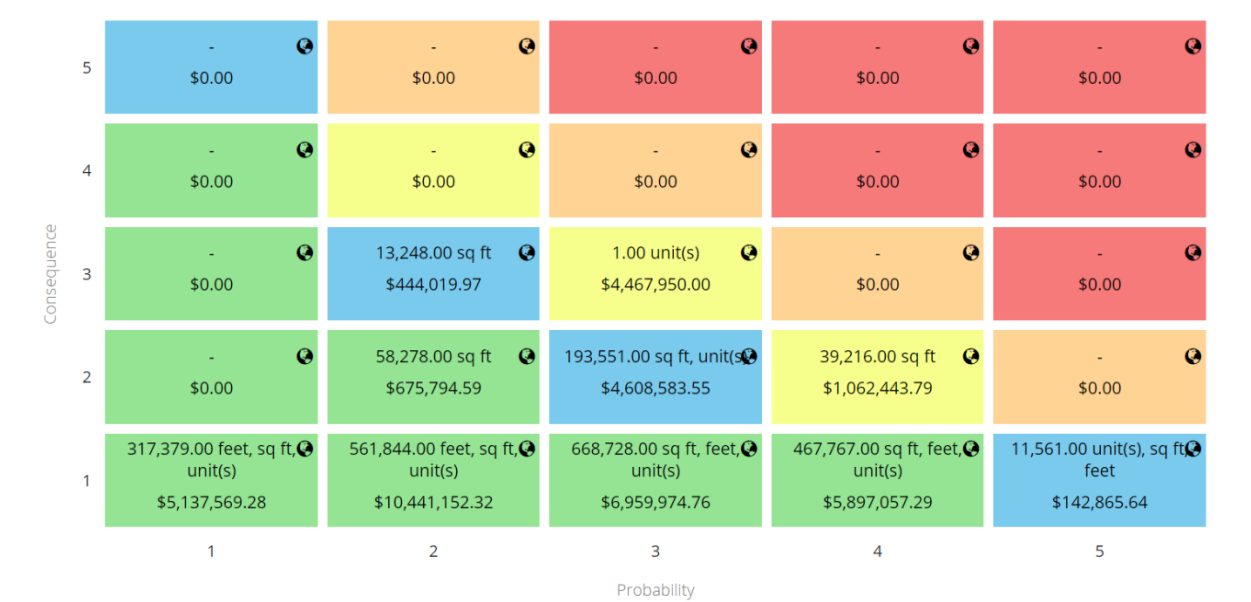 5
-
$0.00
-
$0.00
-
$0.00
-
$0.00
-
$0.00
4
-
$0.00
-
$0.00
-
$0.00
-
$0.00
-
$0.00
Consequence
3
-
$0.00
13,248.00 sq ft
$444,019.97
1.00 unit(s)
$4,467,950.00
-
$0.00
-
$0.00
2
-
$0.00
58,278.00 sq ft
$675,794.59
193,551.00 sq ft, unit(s)
$4,608,583.55
39,216.00 sq ft
$1,062,443.79
-
$0.00
1
317,379.00 feet, sq ft,
unit(s)
$5,137,569.28
561,844.00 feet, sq ft,
unit(s)
$10,441,152.32
668,728.00 sq ft, feet,
unit(s)
$6,959,974.76
467,767.00 sq ft, feet,
unit(s)
$5,897,057.29
11,561.00 unit(s), sq ft,
feet
$142,865.64
1
2
3
4
5
Probability